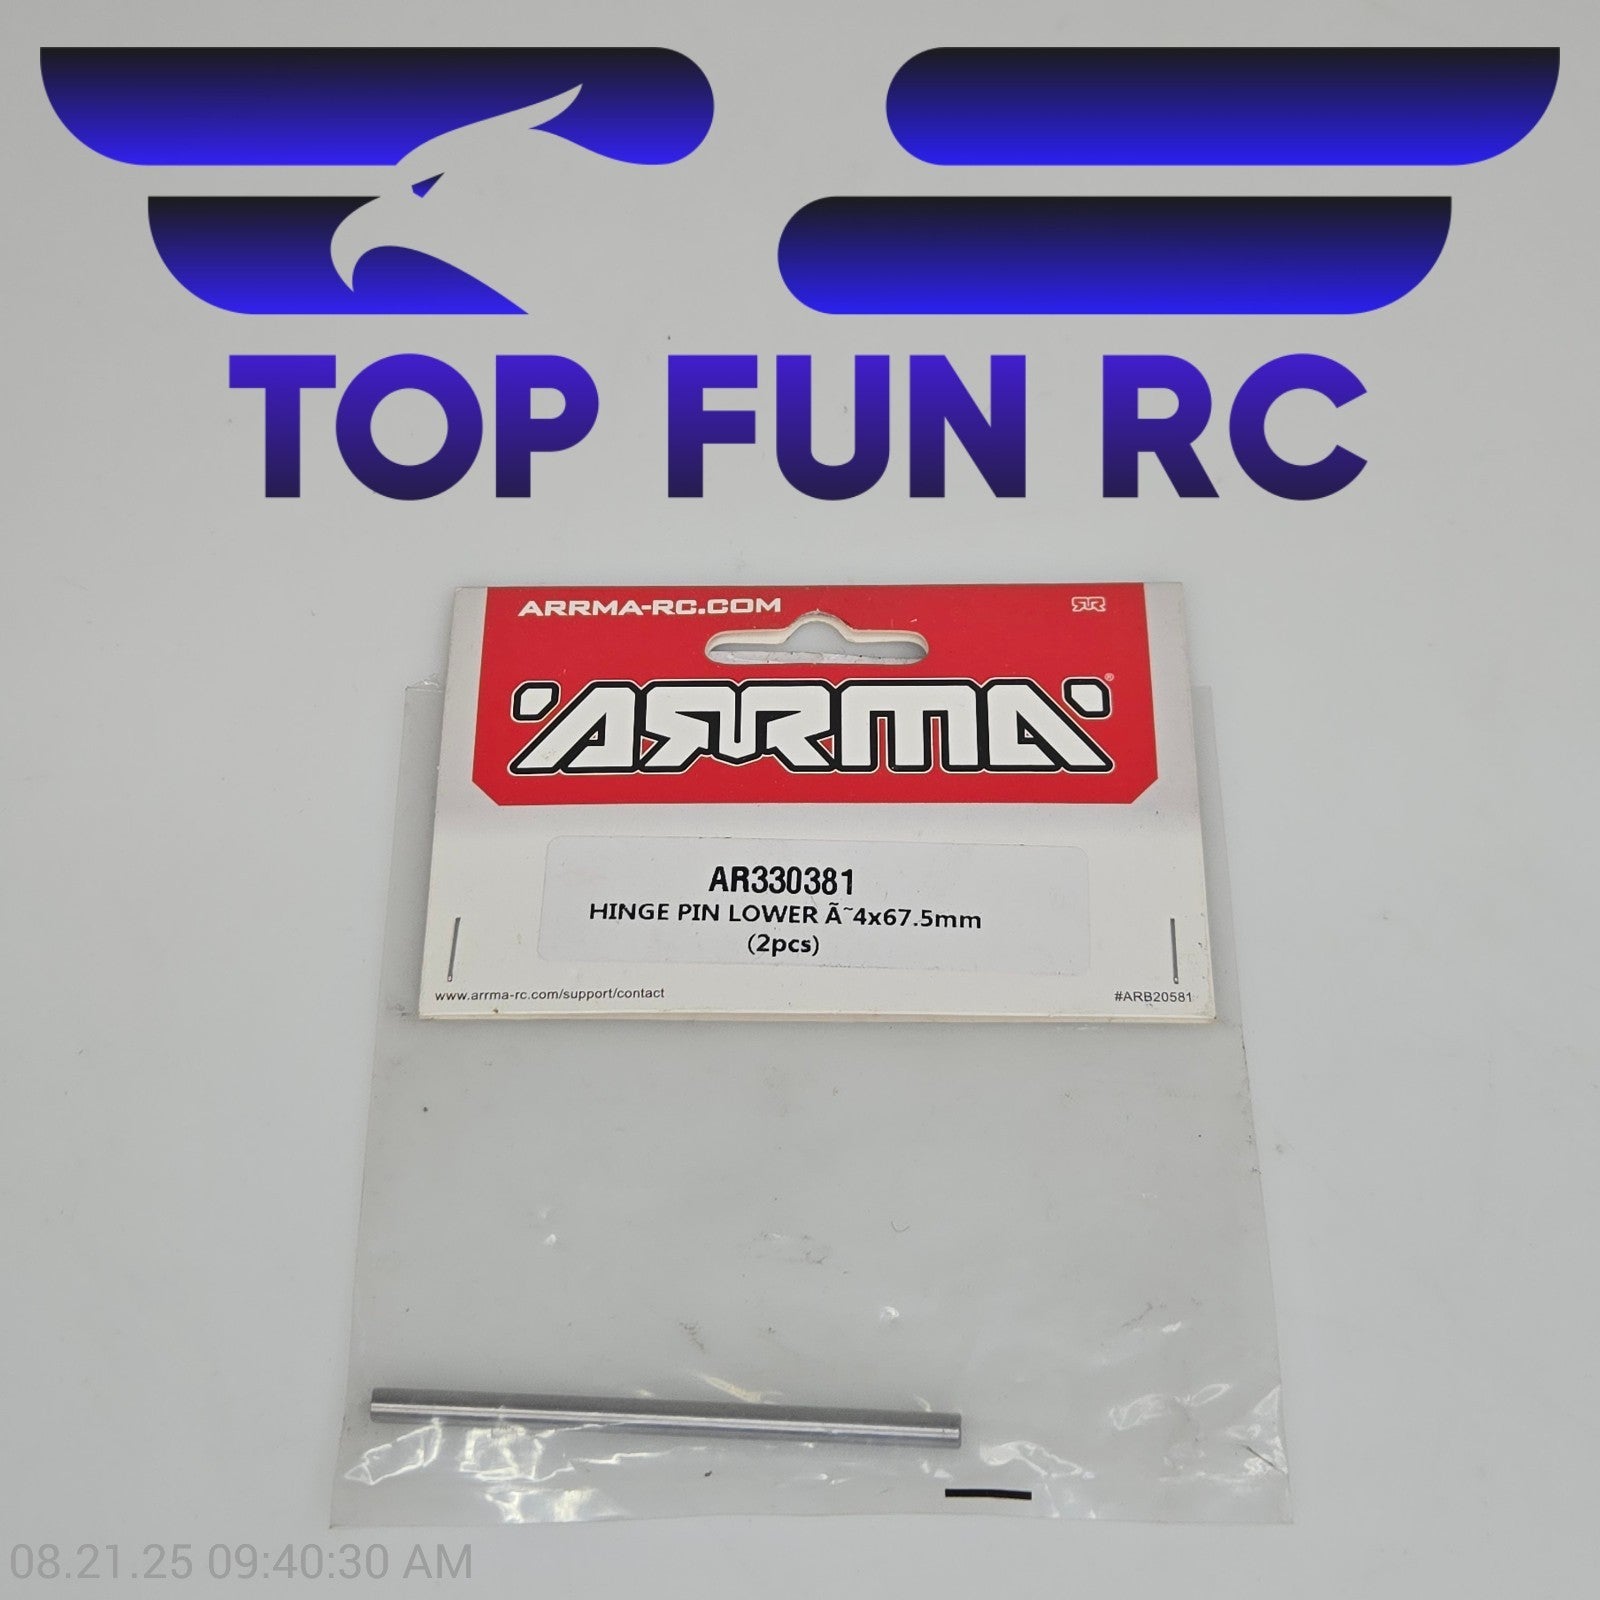 TOP FUN RC
ARRMA-RC.COM
ARRMA®
AR330381
HINGE PIN LOWER Ã˜4x67.5mm
(2pcs)
www.arrma-rc.com/support/contact
#ARB20581
08.21.25 09:40:30 AM